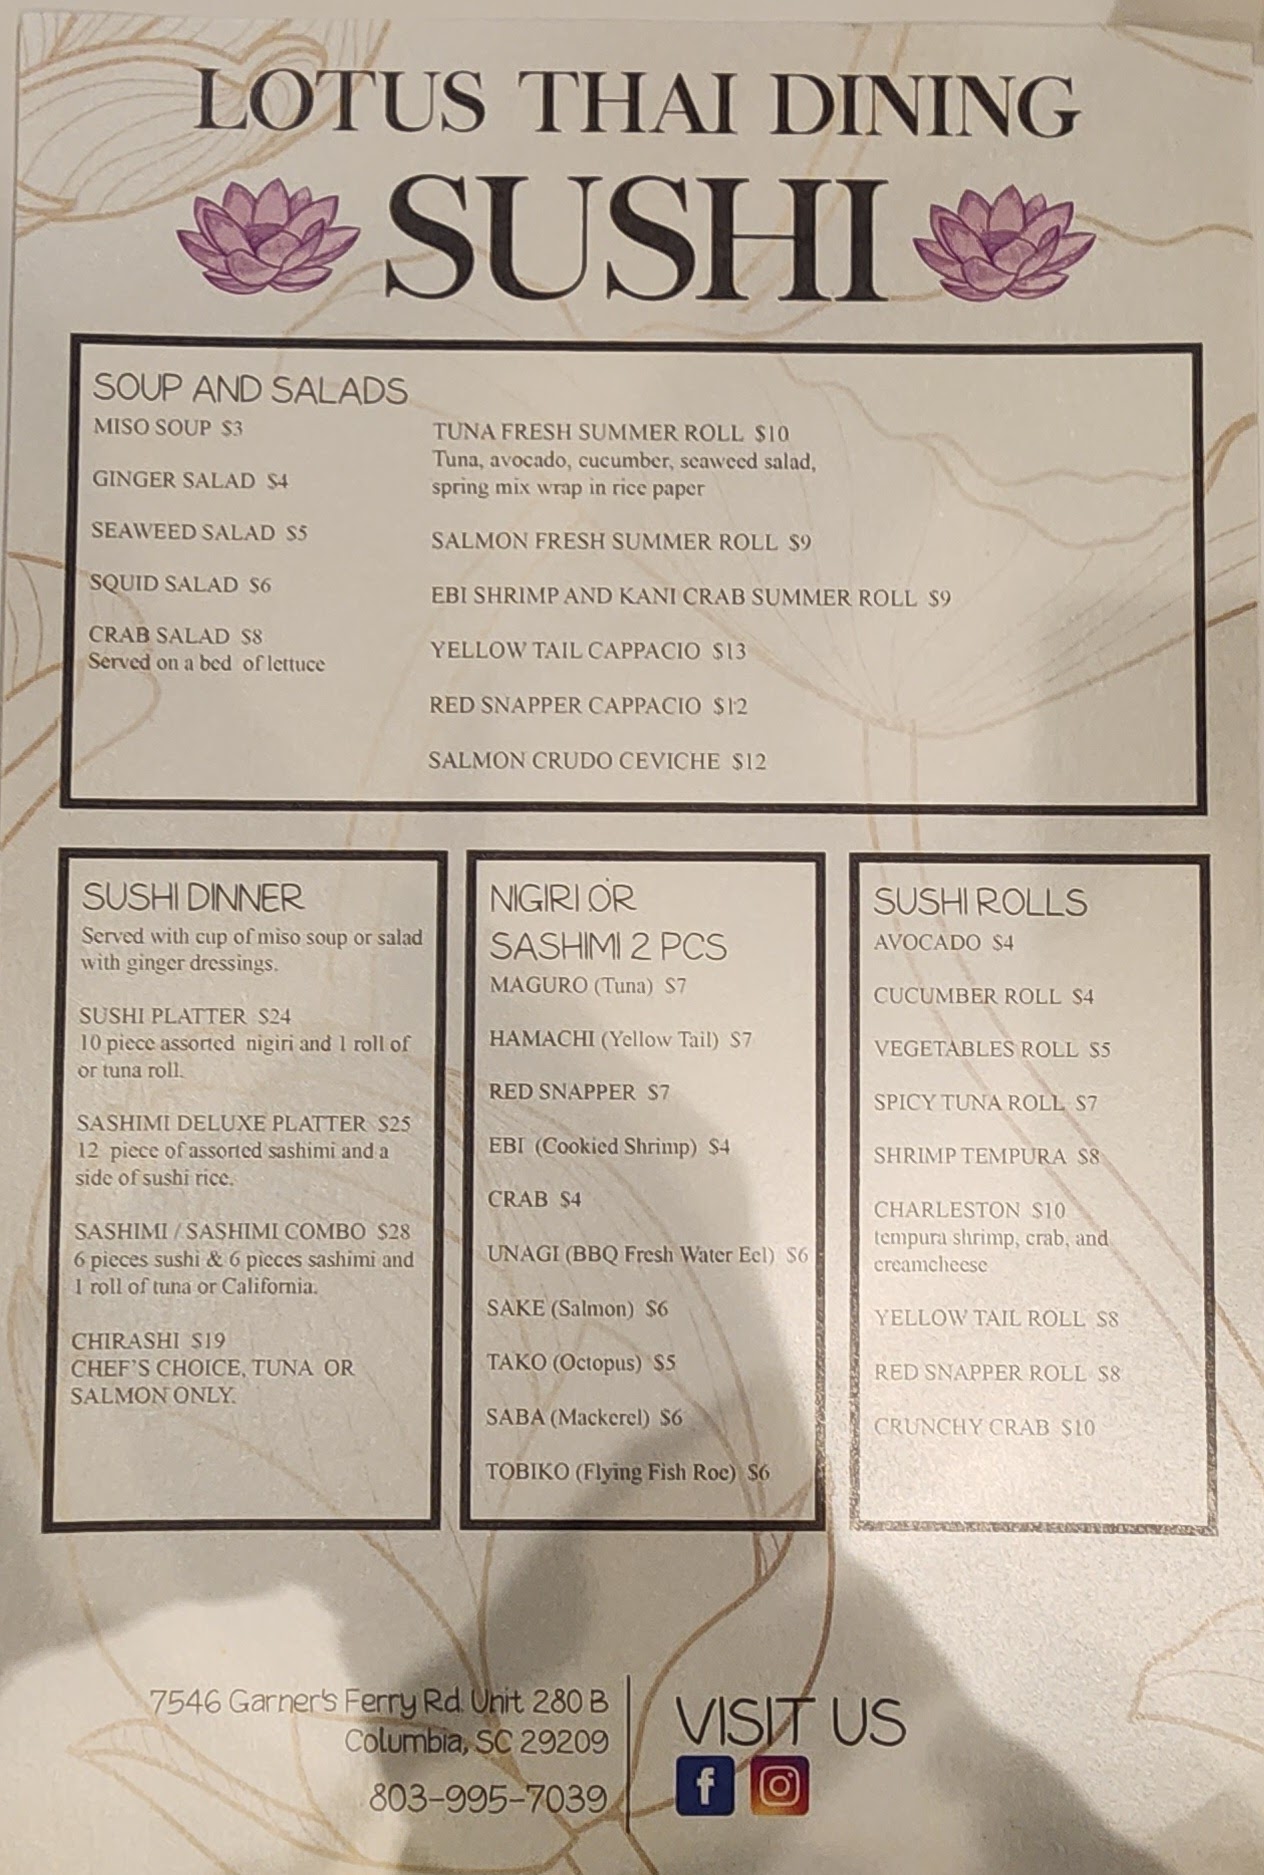 LOTUS THAI DINING
SUSHI
SOUP AND SALADS
MISO SOUP $3
GINGER SALAD $4
SEAWEED SALAD $5
SQUID SALAD $6
CRAB SALAD $8
Served on a bed of lettuce
TUNA FRESH SUMMER ROLL $10
Tuna, avocado, cucumber, seaweed salad,
spring mix wrap in rice paper
SALMON FRESH SUMMER ROLL $9
EBI SHRIMP AND KANI CRAB SUMMER ROLL $9
YELLOW TAIL CAPPACIO $13
RED SNAPPER CAPPACIO $12
SALMON CRUDO CEVICHE $12
SUSHI DINNER
Served with cup of miso soup or salad
with ginger dressings.
SUSHI PLATTER $24
10 piece assorted nigiri and 1 roll of
or tuna roll.
SASHIMI DELUXE PLATTER $25
12 piece of assorted sashimi and a
side of sushi rice.
SASHIMI / SASHIMI COMBO $28
6 pieces sushi & 6 pieces sashimi and
1 roll of tuna or California.
CHIRASHI $19
CHEF'S CHOICE, TUNA OR
SALMON ONLY.
NIGIRI OR
SASHIMI 2 PCS
MAGURO (Tuna) $7
HAMACHI (Yellow Tail) $7
RED SNAPPER $7
EBI (Cookied Shrimp) $4
CRAB $4
UNAGI (BBQ Fresh Water Eel) $6
SAKE (Salmon) $6
TAKO (Octopus) $5
SABA (Mackerel) $6
TOBIKO (Flying Fish Roe) $6
SUSHI ROLLS
AVOCADO $4
CUCUMBER ROLL $4
VEGETABLES ROLL $5
SPICY TUNA ROLL $7
SHRIMP TEMPURA $8
CHARLESTON $10
tempura shrimp, crab, and
creamcheese
YELLOW TAIL ROLL $8
RED SNAPPER ROLL $8
CRUNCHY CRAB $10
7546 Garner's Ferry Rd. Unit 280 B
Columbia, SC 29209
803-995-7039
VISIT US